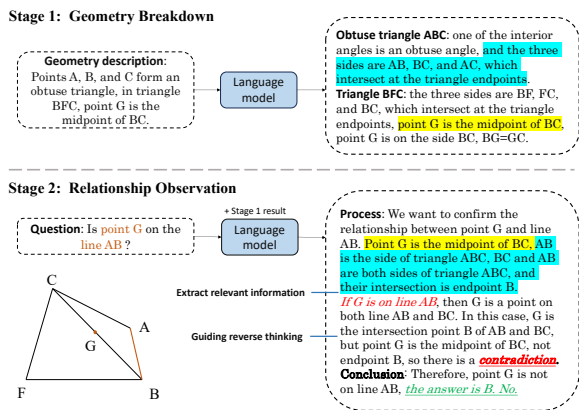 Stage 1:  Geometry Breakdown
Geometry description:
Points A, B, and C form an
obtuse triangle, in triangle
BFC, point G is the
midpoint of BC.
Language
model
Obtuse triangle ABC: one of the interior
angles is an obtuse angle, and the three
sides are AB, BC, and AC, which
intersect at the triangle endpoints.
Triangle BFC: the three sides are BF, FC,
and BC, which intersect at the triangle
endpoints, point G is the midpoint of BC,
point G is on the side BC, BG=GC.
Stage 2:  Relationship Observation
Question: Is point G on the
line AB ?
+ Stage 1 result
Language
model
Process: We want to confirm the
relationship between point G and line
AB. Point G is the midpoint of BC, AB
is the side of triangle ABC, BC and AB
are both sides of triangle ABC, and
their intersection is endpoint B.
If G is on line AB, then G is a point on
both line AB and BC. In this case, G is
the intersection point B of AB and BC,
but point G is the midpoint of BC, not
endpoint B, so there is a contradiction.
Conclusion: Therefore, point G is not
on line AB, the answer is B. No.
Extract relevant information
Guiding reverse thinking
C
A
G
F
B